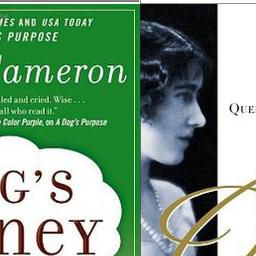 MES AND USA TODAY
S PURPOSE
Cameron
led and cried. Wise . . .
all who read it."
Color Purple, on A Dog's Purpose
G'S
NEY
QUE